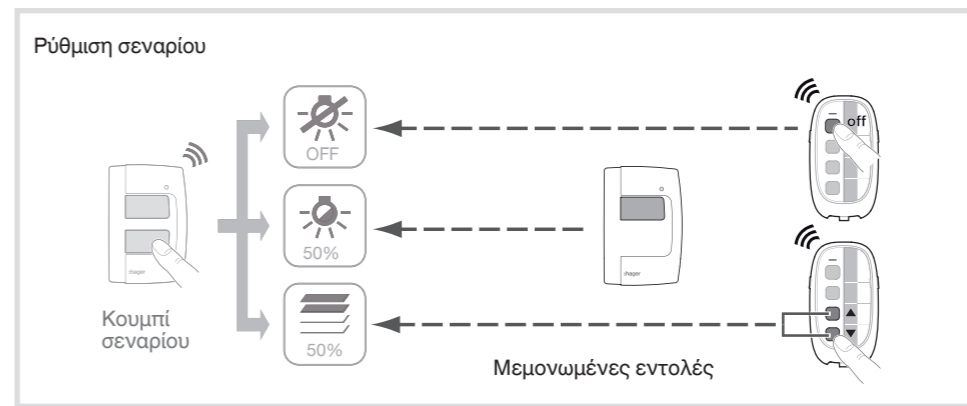 Ρύθμιση σεναρίου
OFF
off
50%
:hager
:hager
Κουμπί
σεναρίου
50%
Μεμονωμένες εντολές